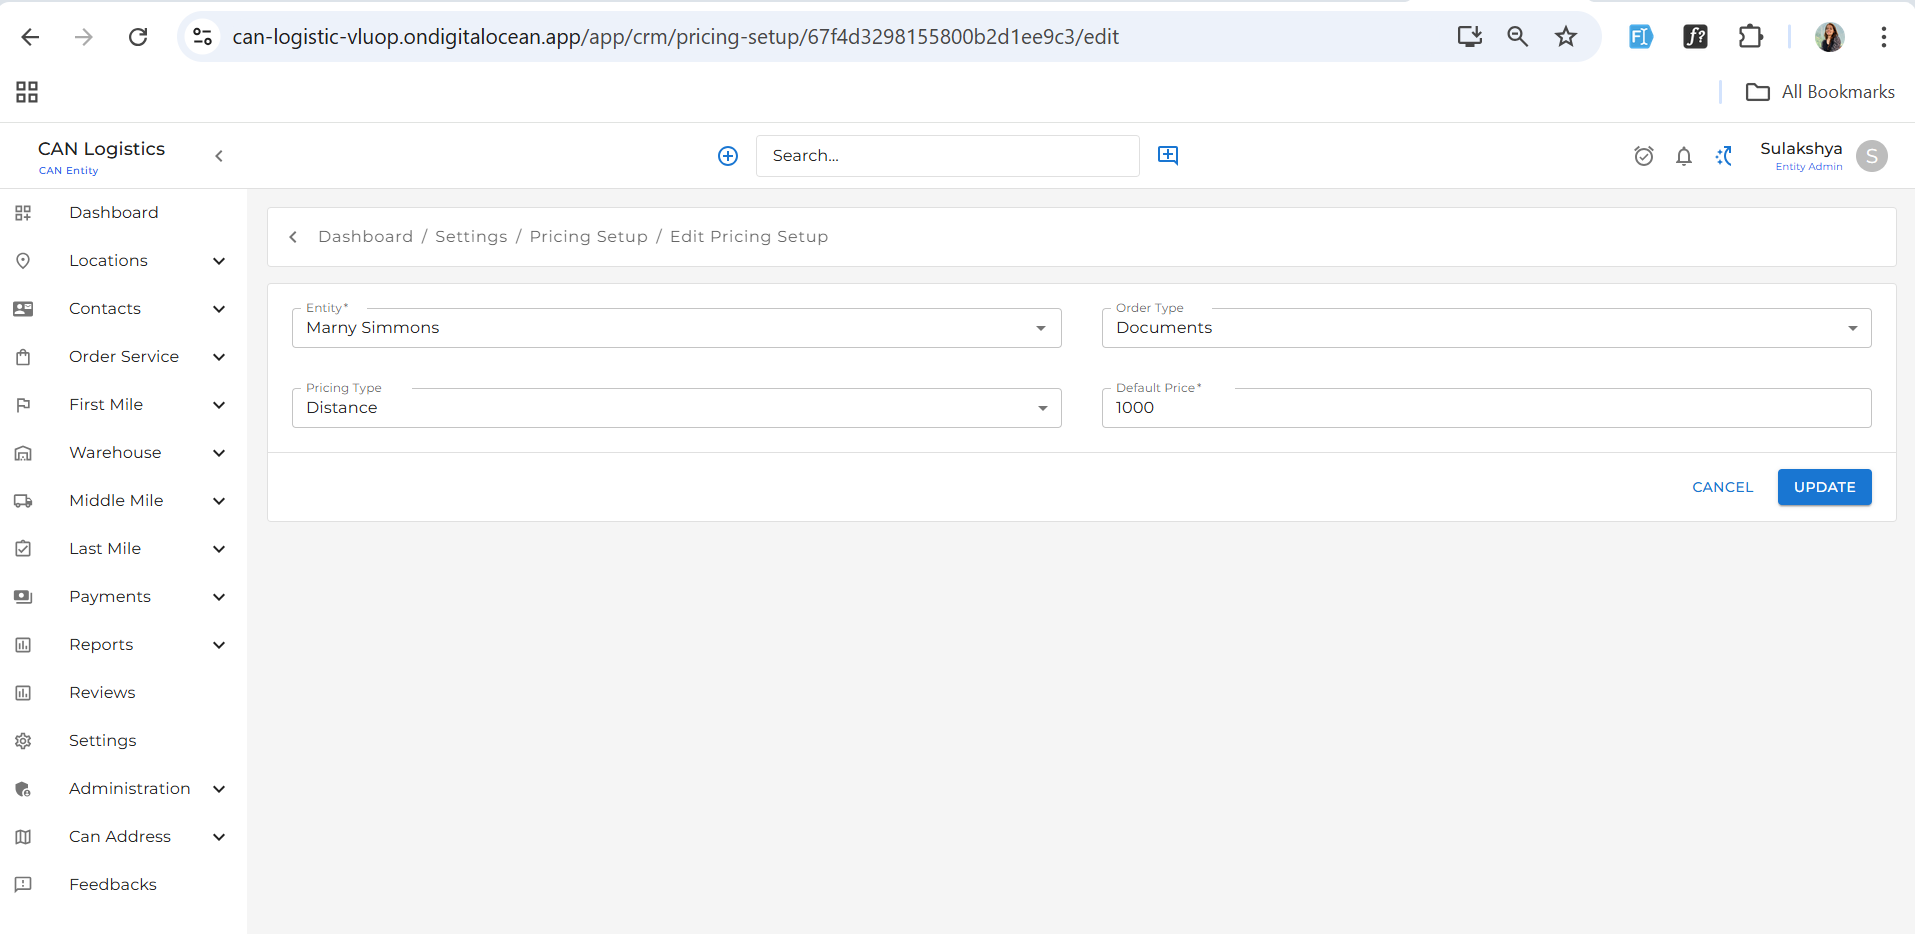 can-logistic-vluop.ondigitalocean.app/app/crm/pricing-setup/67f4d3298155800b2d1ee9c3/edit
All Bookmarks
CAN Logistics
CAN Entity
Search...
Sulakshya
Entity Admin
S
Dashboard
Locations
Contacts
Order Service
First Mile
Warehouse
Middle Mile
Last Mile
Payments
Reports
Reviews
Settings
Administration
Can Address
Feedbacks
Dashboard / Settings / Pricing Setup / Edit Pricing Setup
Entity*
Marny Simmons
Order Type
Documents
Pricing Type
Distance
Default Price*
1000
CANCEL
UPDATE